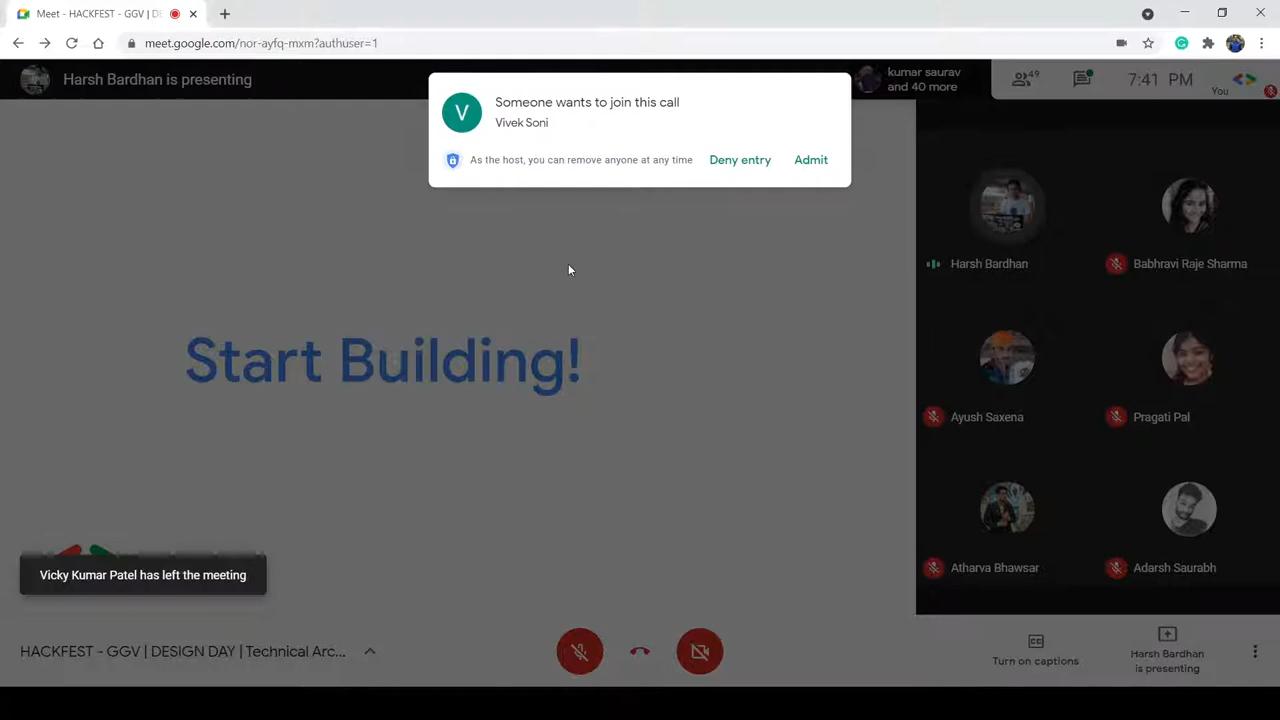 Meet - HACKFEST - GGV | DE
meet.google.com/nor-ayfq-mxm?authuser=1
Harsh Bardhan is presenting
kumar saurav
and 40 more
49
7:41 PM
You
Someone wants to join this call
V
Vivek Soni
As the host, you can remove anyone at any time
Deny entry
Admit
Start Building!
Harsh Bardhan
Babhravi Raje Sharma
Ayush Saxena
Pragati Pal
Atharva Bhawsar
Adarsh Saurabh
Vicky Kumar Patel has left the meeting
HACKFEST - GGV | DESIGN DAY | Technical Arc...
CC
Turn on captions
Harsh Bardhan
is presenting